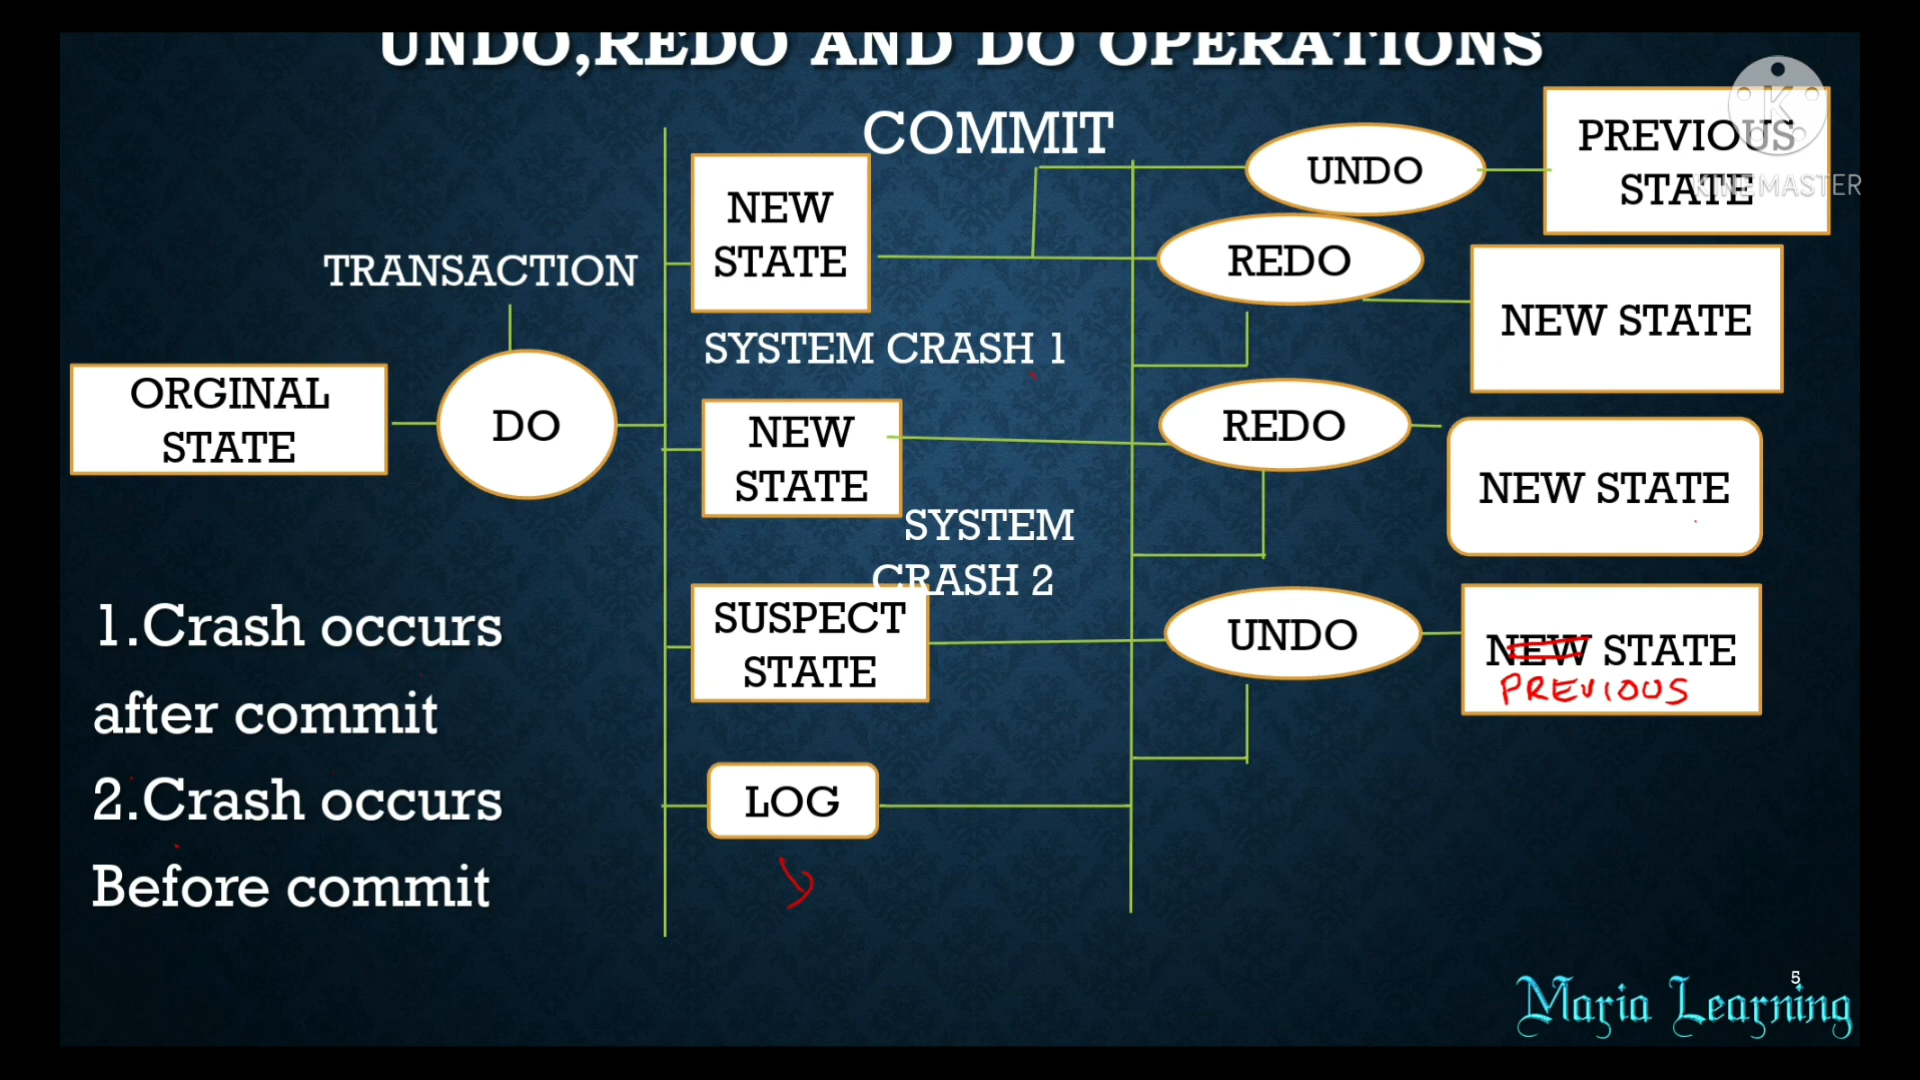 UNDO,REDO AND DO OPERATIONS
COMMIT
PREVIOUS
STATE
KINEMASTER
UNDO
NEW
STATE
REDO
TRANSACTION
NEW STATE
SYSTEM CRASH 1
ORGINAL
STATE
DO
NEW
STATE
REDO
NEW STATE
SYSTEM
CRASH 2
SUSPECT
STATE
UNDO
NEW STATE
PREVIOUS
1.Crash occurs
after commit
2.Crash occurs
Before commit
LOG
5
Maria Learning